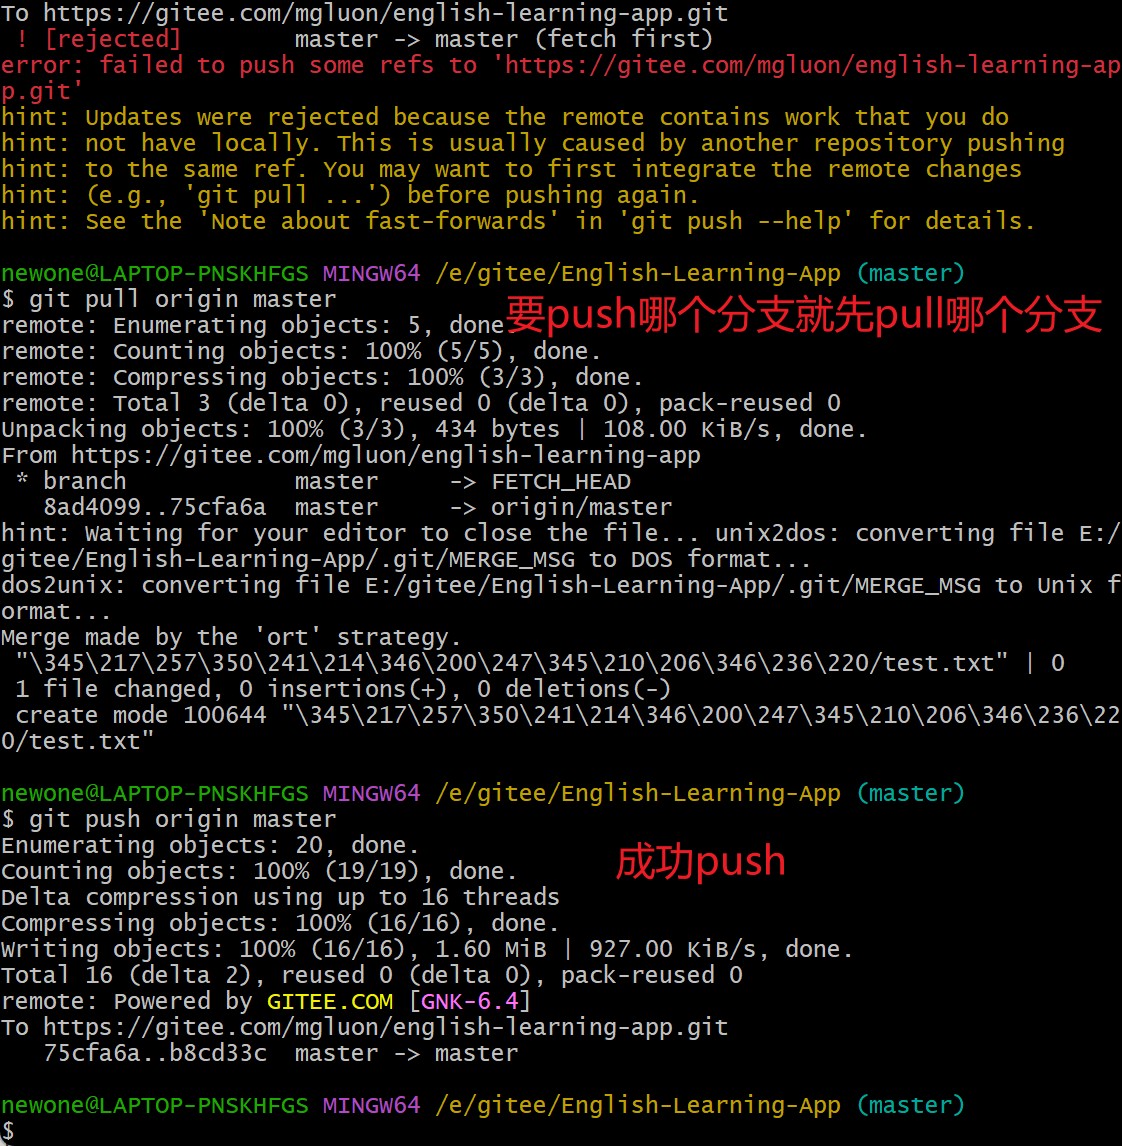 To https://gitee.com/mgluon/english-learning-app.git
 ! [rejected]        master -> master (fetch first)
error: failed to push some refs to 'https://gitee.com/mgluon/english-learning-ap
p.git'
hint: Updates were rejected because the remote contains work that you do
hint: not have locally. This is usually caused by another repository pushing
hint: to the same ref. You may want to first integrate the remote changes
hint: (e.g., 'git pull ...') before pushing again.
hint: See the 'Note about fast-forwards' in 'git push --help' for details.
newone@LAPTOP-PNSKHFGS MINGW64 /e/gitee/English-Learning-App (master)
$ git pull origin master
要push哪个分支就先pull哪个分支
remote: Enumerating objects: 5, done.
remote: Counting objects: 100% (5/5), done.
remote: Compressing objects: 100% (3/3), done.
remote: Total 3 (delta 0), reused 0 (delta 0), pack-reused 0
Unpacking objects: 100% (3/3), 434 bytes | 108.00 KiB/s, done.
From https://gitee.com/mgluon/english-learning-app
 * branch            master     -> FETCH_HEAD
   8ad4099..75cfa6a  master     -> origin/master
hint: Waiting for your editor to close the file... unix2dos: converting file E:/
gitee/English-Learning-App/.git/MERGE_MSG to DOS format...
dos2unix: converting file E:/gitee/English-Learning-App/.git/MERGE_MSG to Unix f
ormat...
Merge made by the 'ort' strategy.
 "\345\217\257\350\241\214\346\200\247\345\210\206\346\236\220/test.txt" | 0
 1 file changed, 0 insertions(+), 0 deletions(-)
 create mode 100644 "\345\217\257\350\241\214\346\200\247\345\210\206\346\236\22
0/test.txt"
newone@LAPTOP-PNSKHFGS MINGW64 /e/gitee/English-Learning-App (master)
$ git push origin master
Enumerating objects: 20, done.
成功push
Counting objects: 100% (19/19), done.
Delta compression using up to 16 threads
Compressing objects: 100% (16/16), done.
Writing objects: 100% (16/16), 1.60 MiB | 927.00 KiB/s, done.
Total 16 (delta 2), reused 0 (delta 0), pack-reused 0
remote: Powered by GITEE.COM [GNK-6.4]
To https://gitee.com/mgluon/english-learning-app.git
   75cfa6a..b8cd33c  master -> master
newone@LAPTOP-PNSKHFGS MINGW64 /e/gitee/English-Learning-App (master)
$